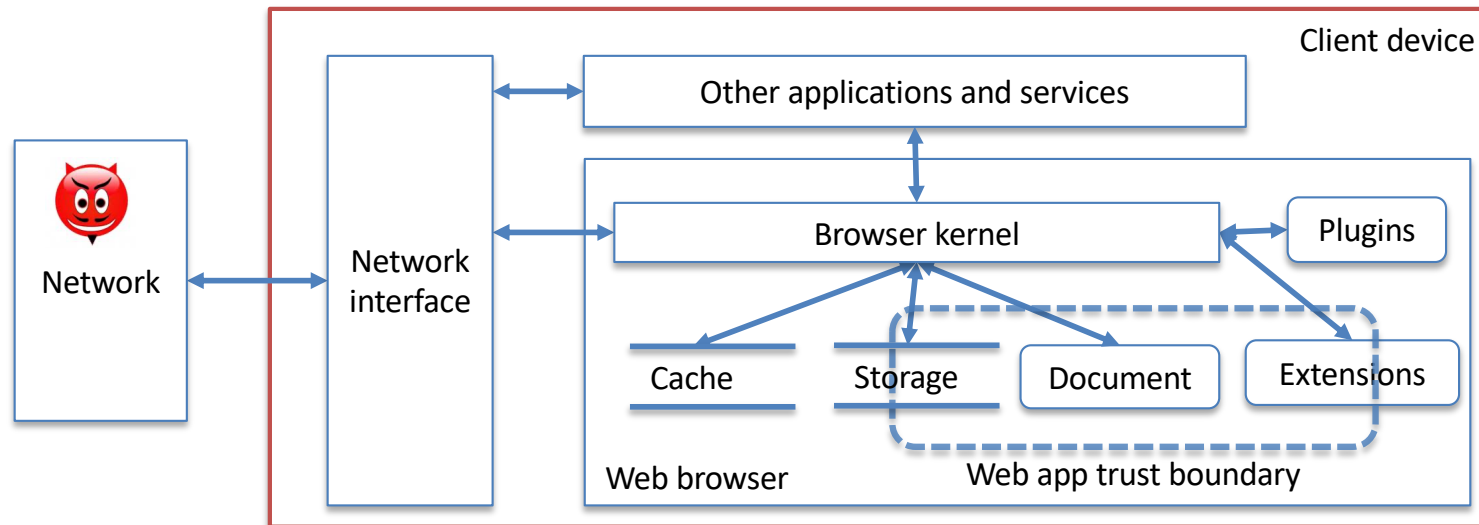 Client device
Other applications and services
Network
Network
interface
Browser kernel
Plugins
Cache
Storage
Document
Extensions
Web browser
Web app trust boundary